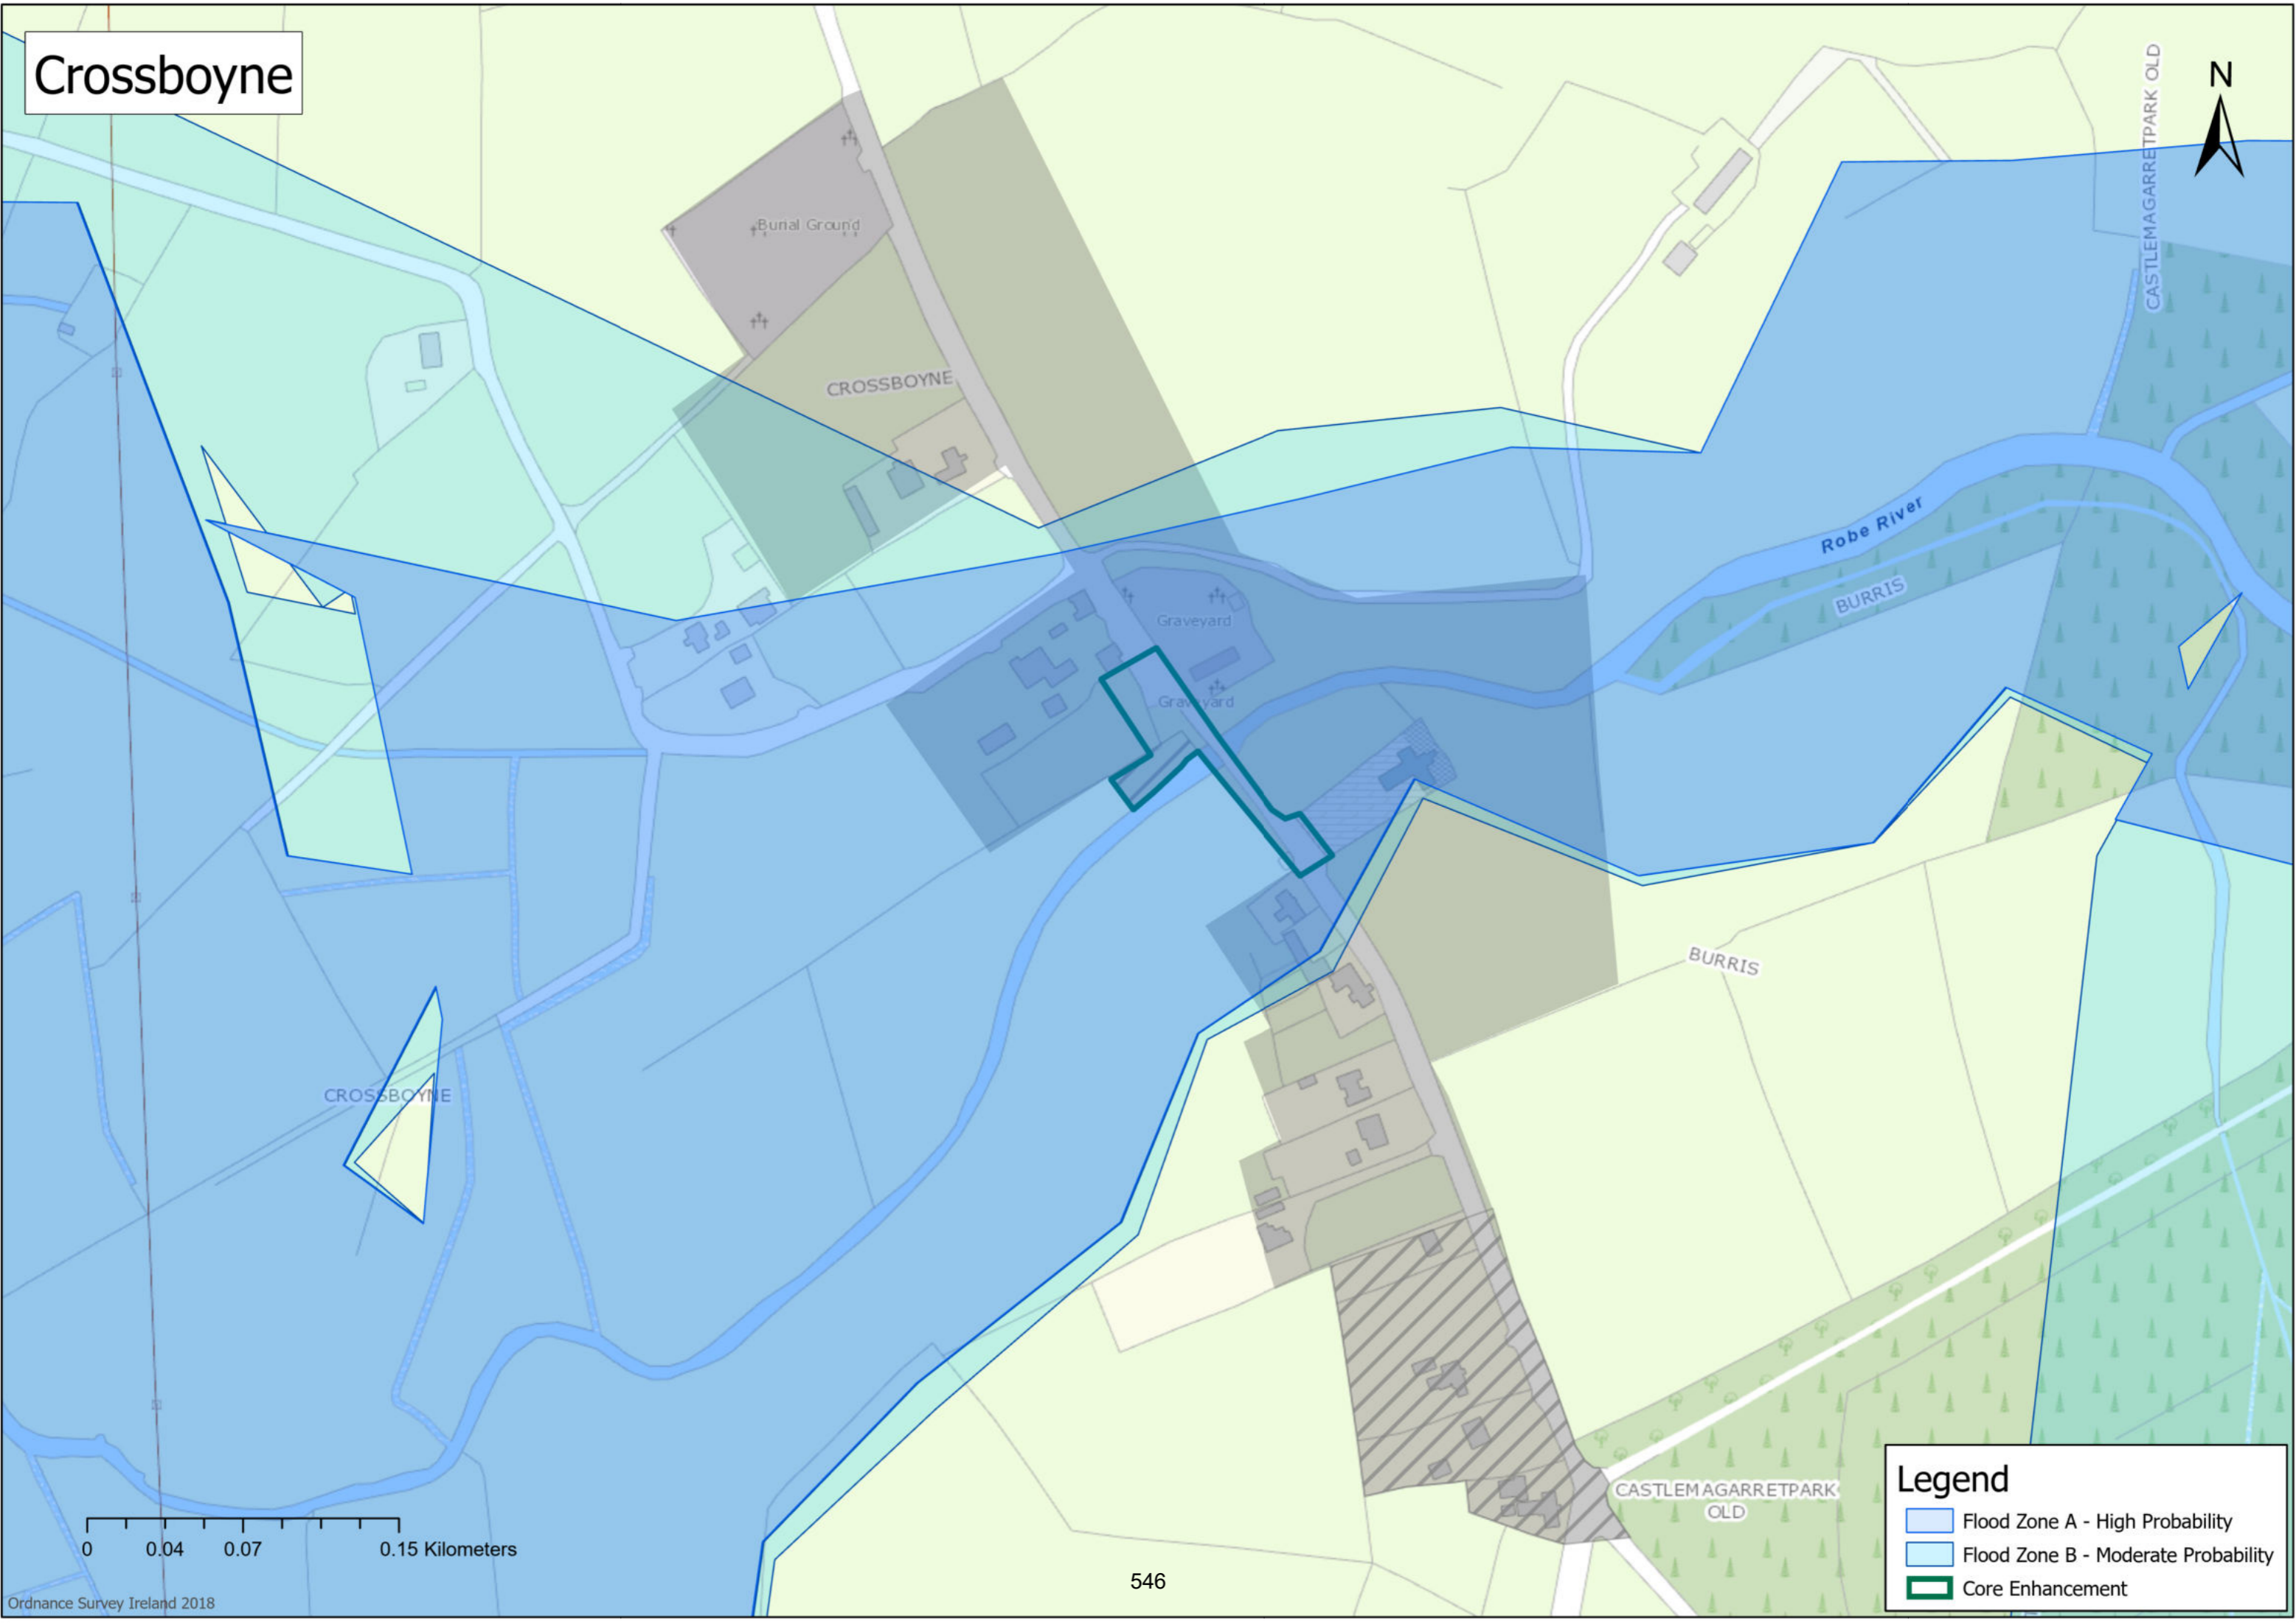 Crossboyne
N
CASTLEMAGARRETPARK OLD
Burial Ground
CROSSBOYNE
Robe River
BURRIS
Graveyard
Graveyard
BURRIS
CROSSBOYNE
CASTLEMAGARRETPARK
OLD
Legend
Flood Zone A - High Probability
Flood Zone B - Moderate Probability
Core Enhancement
0 0.04 0.07 0.15 Kilometers
546
Ordnance Survey Ireland 2018